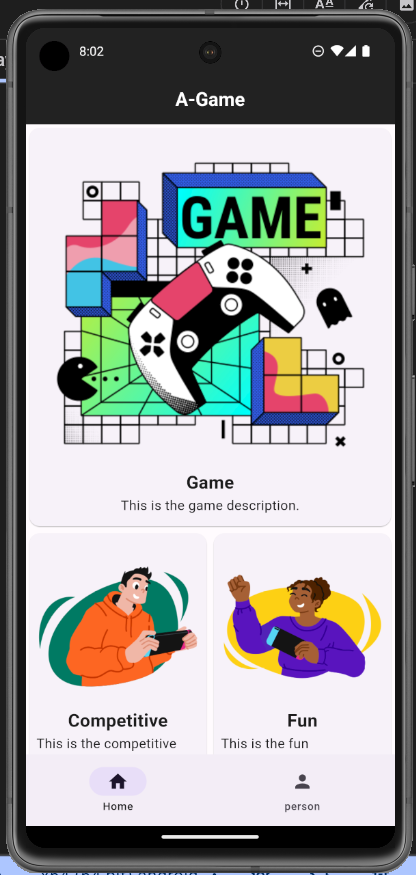 8:02
A-Game
GAME
Game
This is the game description.
Competitive
This is the competitive
Fun
This is the fun
Home
person